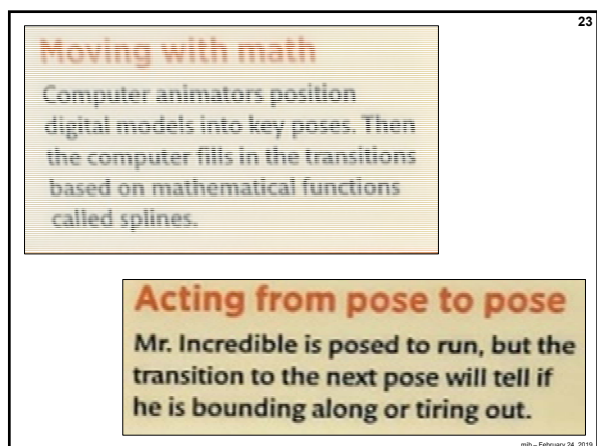 23
Moving with math
Computer animators position
digital models into key poses. Then
the computer fills in the transitions
based on mathematical functions
called splines.
Acting from pose to pose
Mr. Incredible is posed to run, but the
transition to the next pose will tell if
he is bounding along or tiring out.
mjb – February 24, 2019